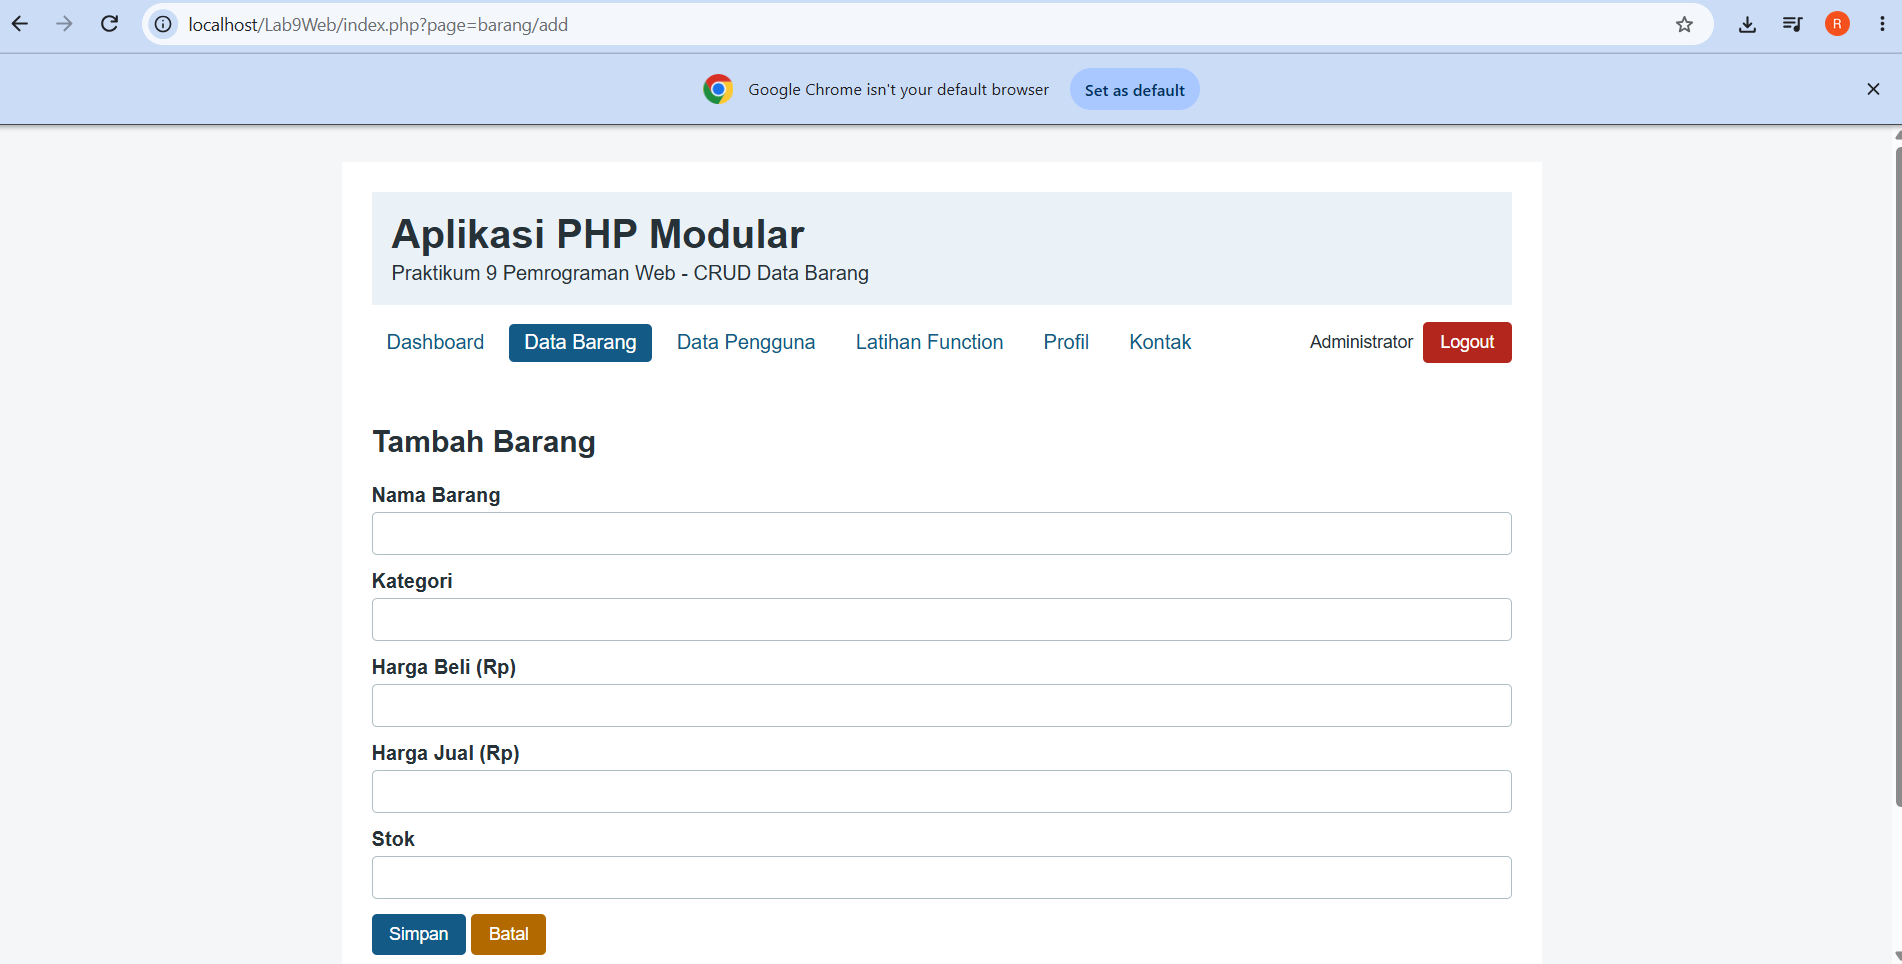 localhost/Lab9Web/index.php?page=barang/add
R
Google Chrome isn't your default browser Set as default
Aplikasi PHP Modular
Praktikum 9 Pemrograman Web - CRUD Data Barang
Dashboard Data Barang Data Pengguna Latihan Function Profil Kontak Administrator Logout
Tambah Barang
Nama Barang
Kategori
Harga Beli (Rp)
Harga Jual (Rp)
Stok
Simpan Batal